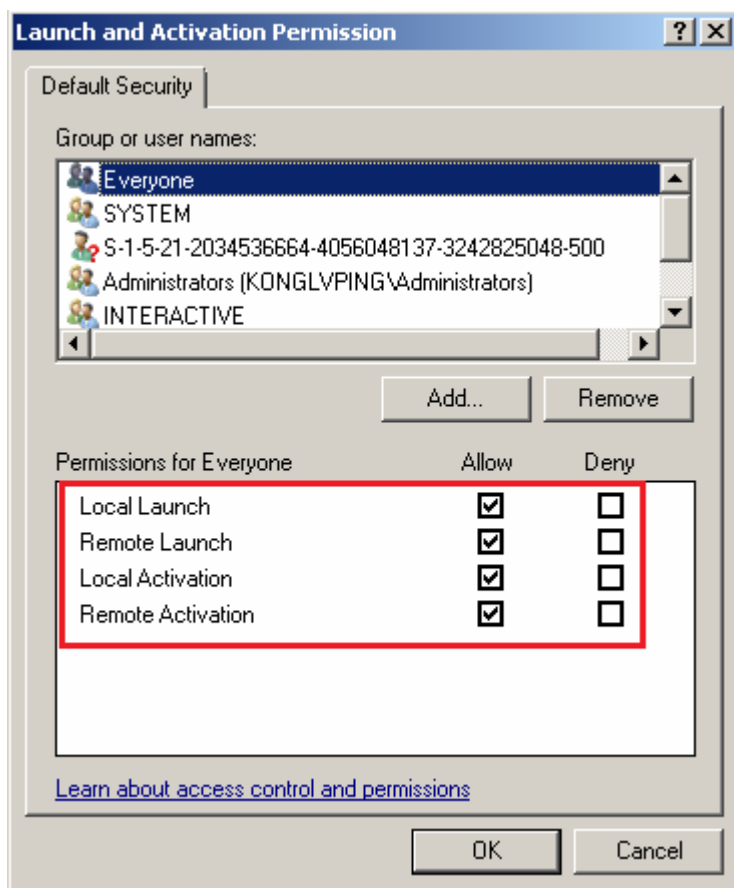 Launch and Activation Permission
Default Security
Group or user names:
Everyone
SYSTEM
S-1-5-21-2034536664-4056048137-3242825048-500
Administrators (KONGLVPING\Administrators)
INTERACTIVE
Add... Remove
Permissions for Everyone Allow Deny
Local Launch
Remote Launch
Local Activation
Remote Activation
Learn about access control and permissions
OK Cancel